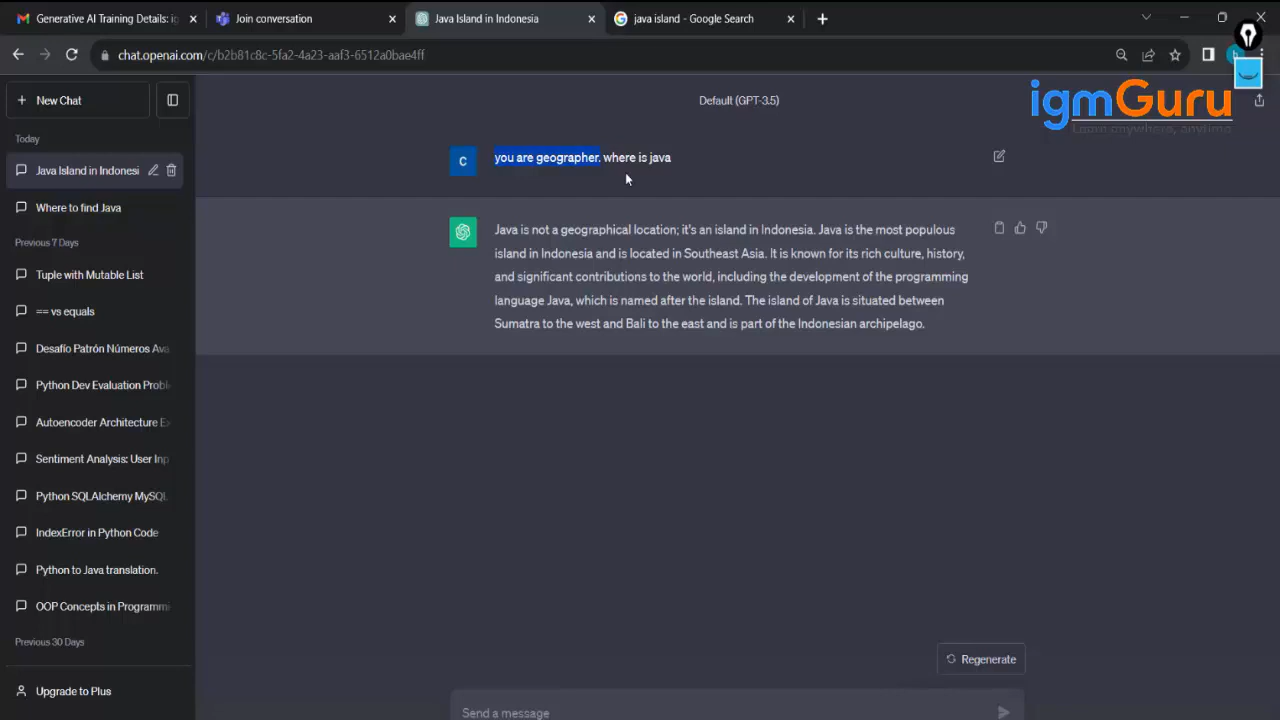 Generative AI Training Details: ig
Join conversation
Java Island in Indonesia
java island - Google Search
chat.openai.com/c/b2b81c8c-5fa2-4a23-aaf3-6512a0bae4ff
New Chat
Default (GPT-3.5)
igmGuru
Learn anywhere, anytime
Today
Java Island in Indonesi
Where to find Java
Previous 7 Days
Tuple with Mutable List
== vs equals
Desafío Patrón Números Ava
Python Dev Evaluation Probl
Autoencoder Architecture Ex
Sentiment Analysis: User Inp
Python SQLAlchemy MySQL
IndexError in Python Code
Python to Java translation.
OOP Concepts in Programmi
Previous 30 Days
Upgrade to Plus
C
you are geographer. where is java
Java is not a geographical location; it's an island in Indonesia. Java is the most populous
island in Indonesia and is located in Southeast Asia. It is known for its rich culture, history,
and significant contributions to the world, including the development of the programming
language Java, which is named after the island. The island of Java is situated between
Sumatra to the west and Bali to the east and is part of the Indonesian archipelago.
Regenerate
Send a message